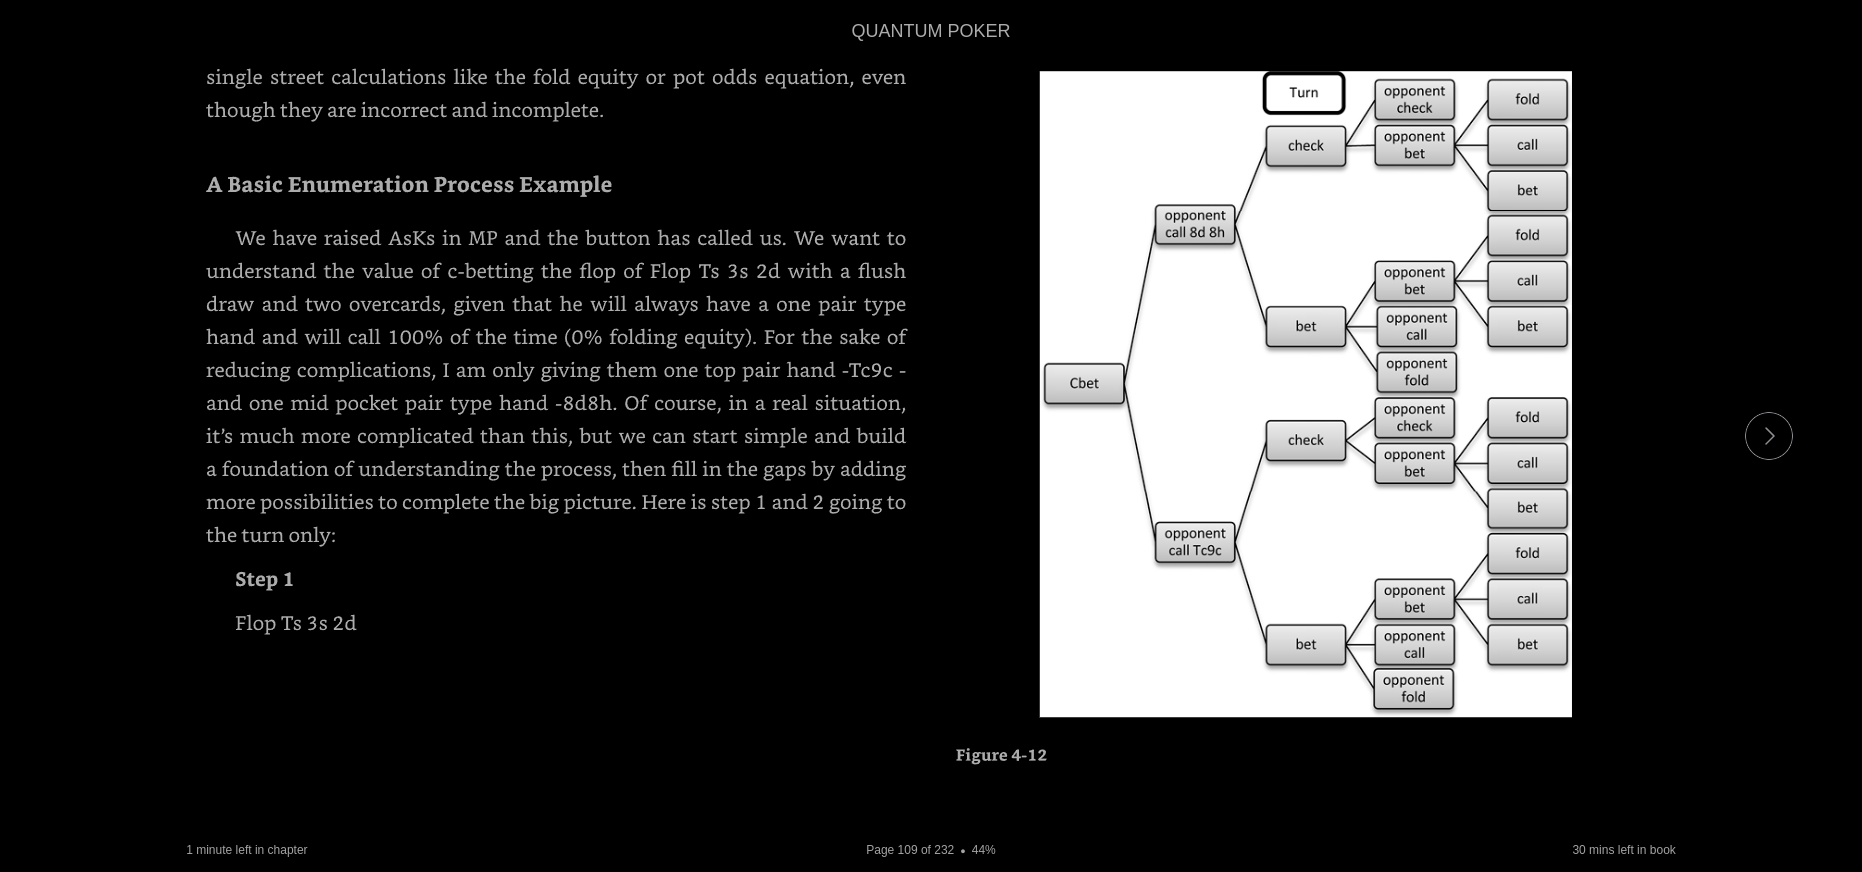 QUANTUM POKER
single street calculations like the fold equity or pot odds equation, even
though they are incorrect and incomplete.
A Basic Enumeration Process Example
We have raised AsKs in MP and the button has called us. We want to
understand the value of c-betting the flop of Flop Ts 3s 2d with a flush
draw and two overcards, given that he will always have a one pair type
hand and will call 100% of the time (0% folding equity). For the sake of
reducing complications, I am only giving them one top pair hand -Tc9c -
and one mid pocket pair type hand -8d8h. Of course, in a real situation,
it’s much more complicated than this, but we can start simple and build
a foundation of understanding the process, then fill in the gaps by adding
more possibilities to complete the big picture. Here is step 1 and 2 going to
the turn only:
Step 1
Flop Ts 3s 2d
Turn
opponent
check
fold
check
opponent
bet
call
bet
opponent
call 8d 8h
fold
opponent
bet
call
bet
opponent
call
bet
opponent
fold
Cbet
opponent
check
fold
check
opponent
bet
call
bet
opponent
call Tc9c
fold
opponent
bet
call
bet
opponent
call
bet
opponent
fold
Figure 4-12
1 minute left in chapter
Page 109 of 232 • 44%
30 mins left in book